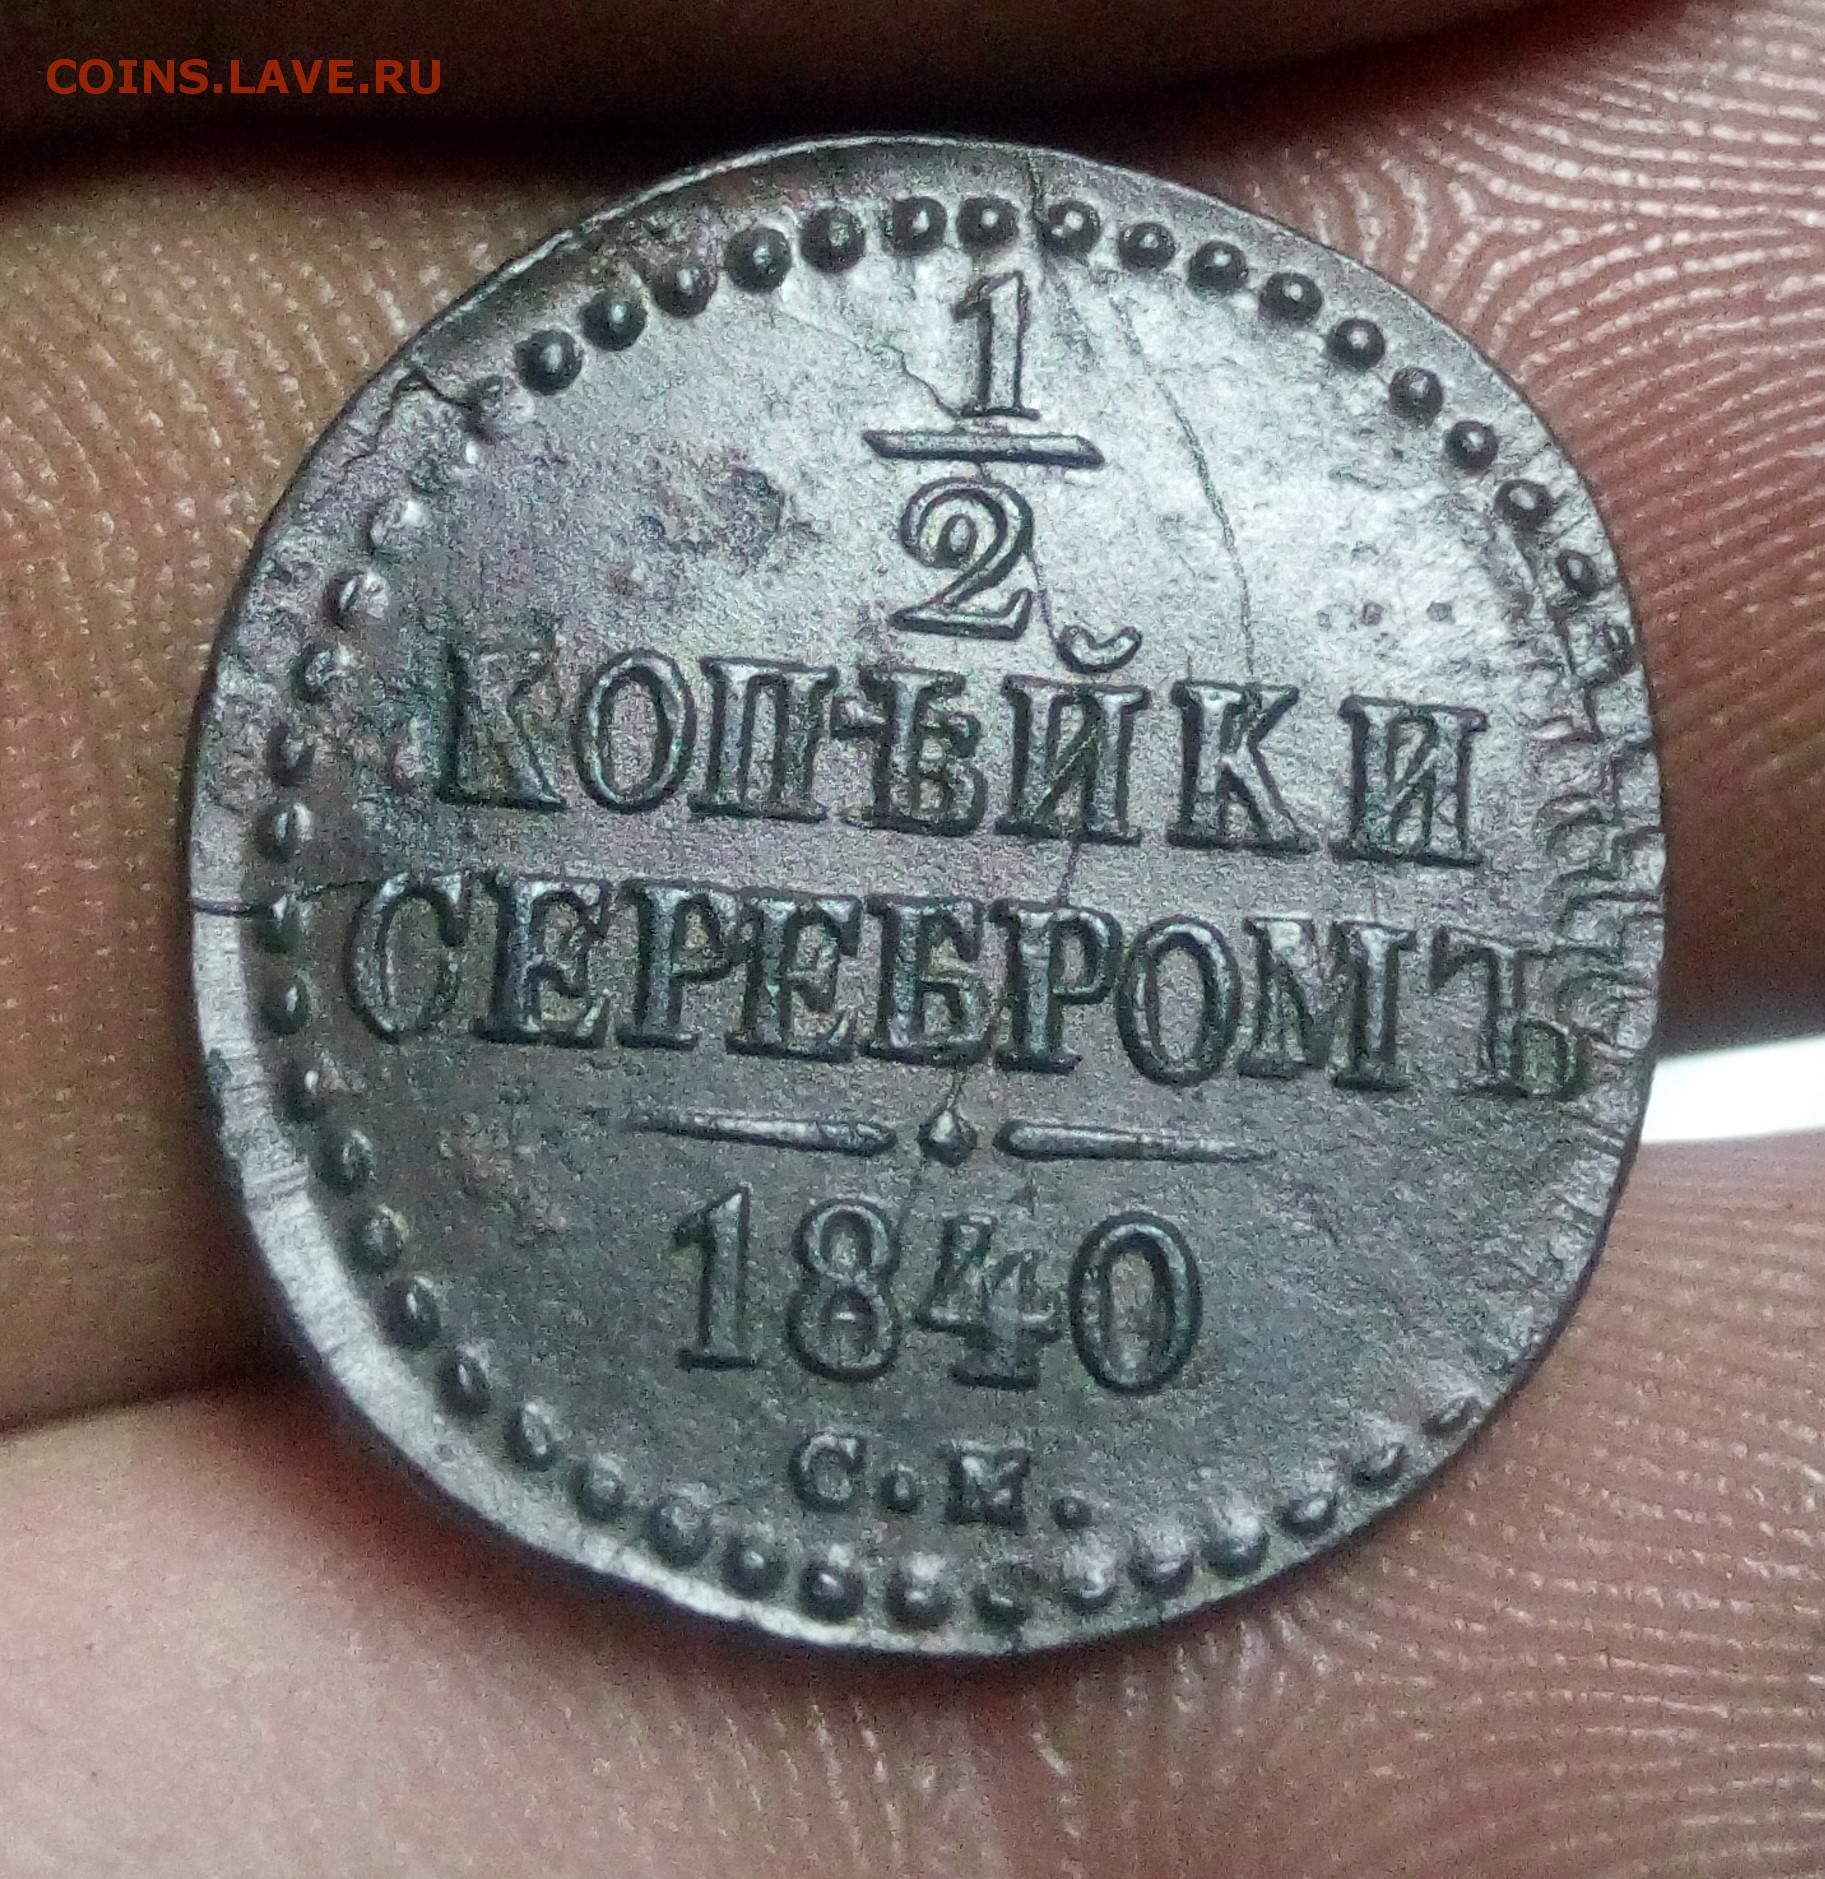 COINS.LAVE.RU
1
2
КОПѢЙКИ
СЕРЕБРОМЪ
1840
С.М.